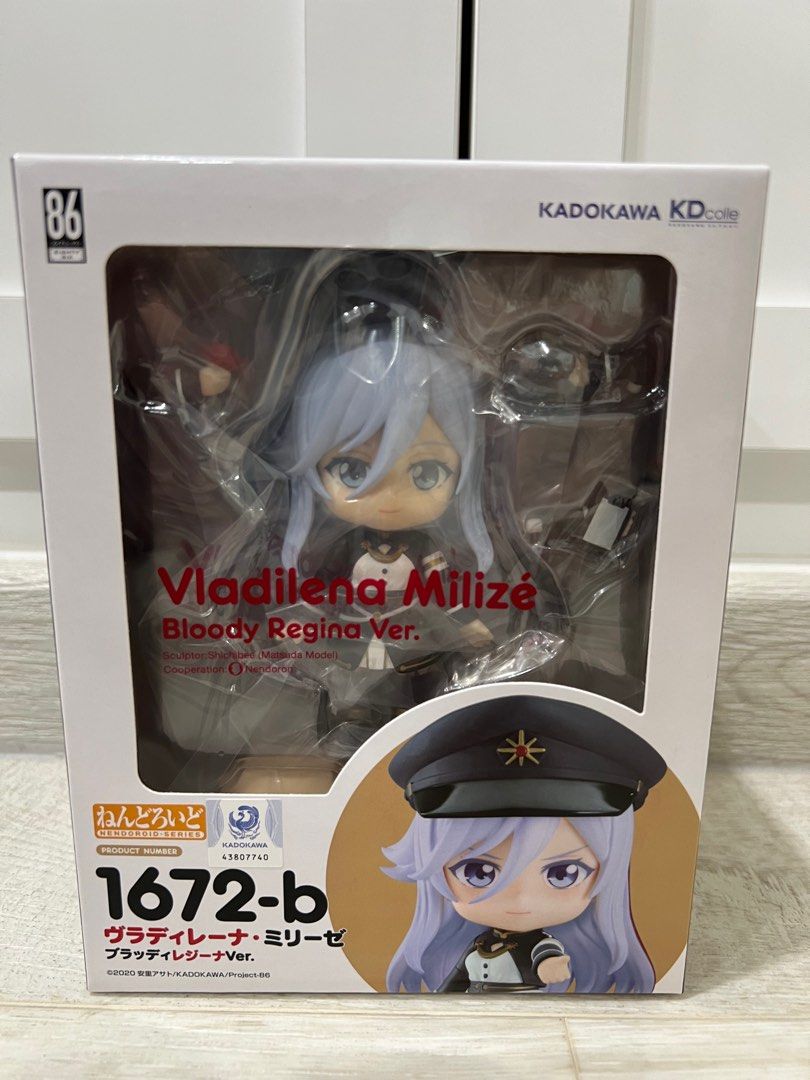 86
EIGHTY
SIX
KADOKAWA KDcolle
Vladilena Milizé
Bloody Regina Ver.
Sculptor:Shichibee (Matsuda Model)
Cooperation: Nendoron
ねんどろいど
NENDOROID·SERIES
KADOKAWA
43807740
PRODUCT NUMBER
1672-b
ヴラディレーナ・ミリーゼ
ブラッディレジーナVer.
©2020 安里アサト/KADOKAWA/Project-86